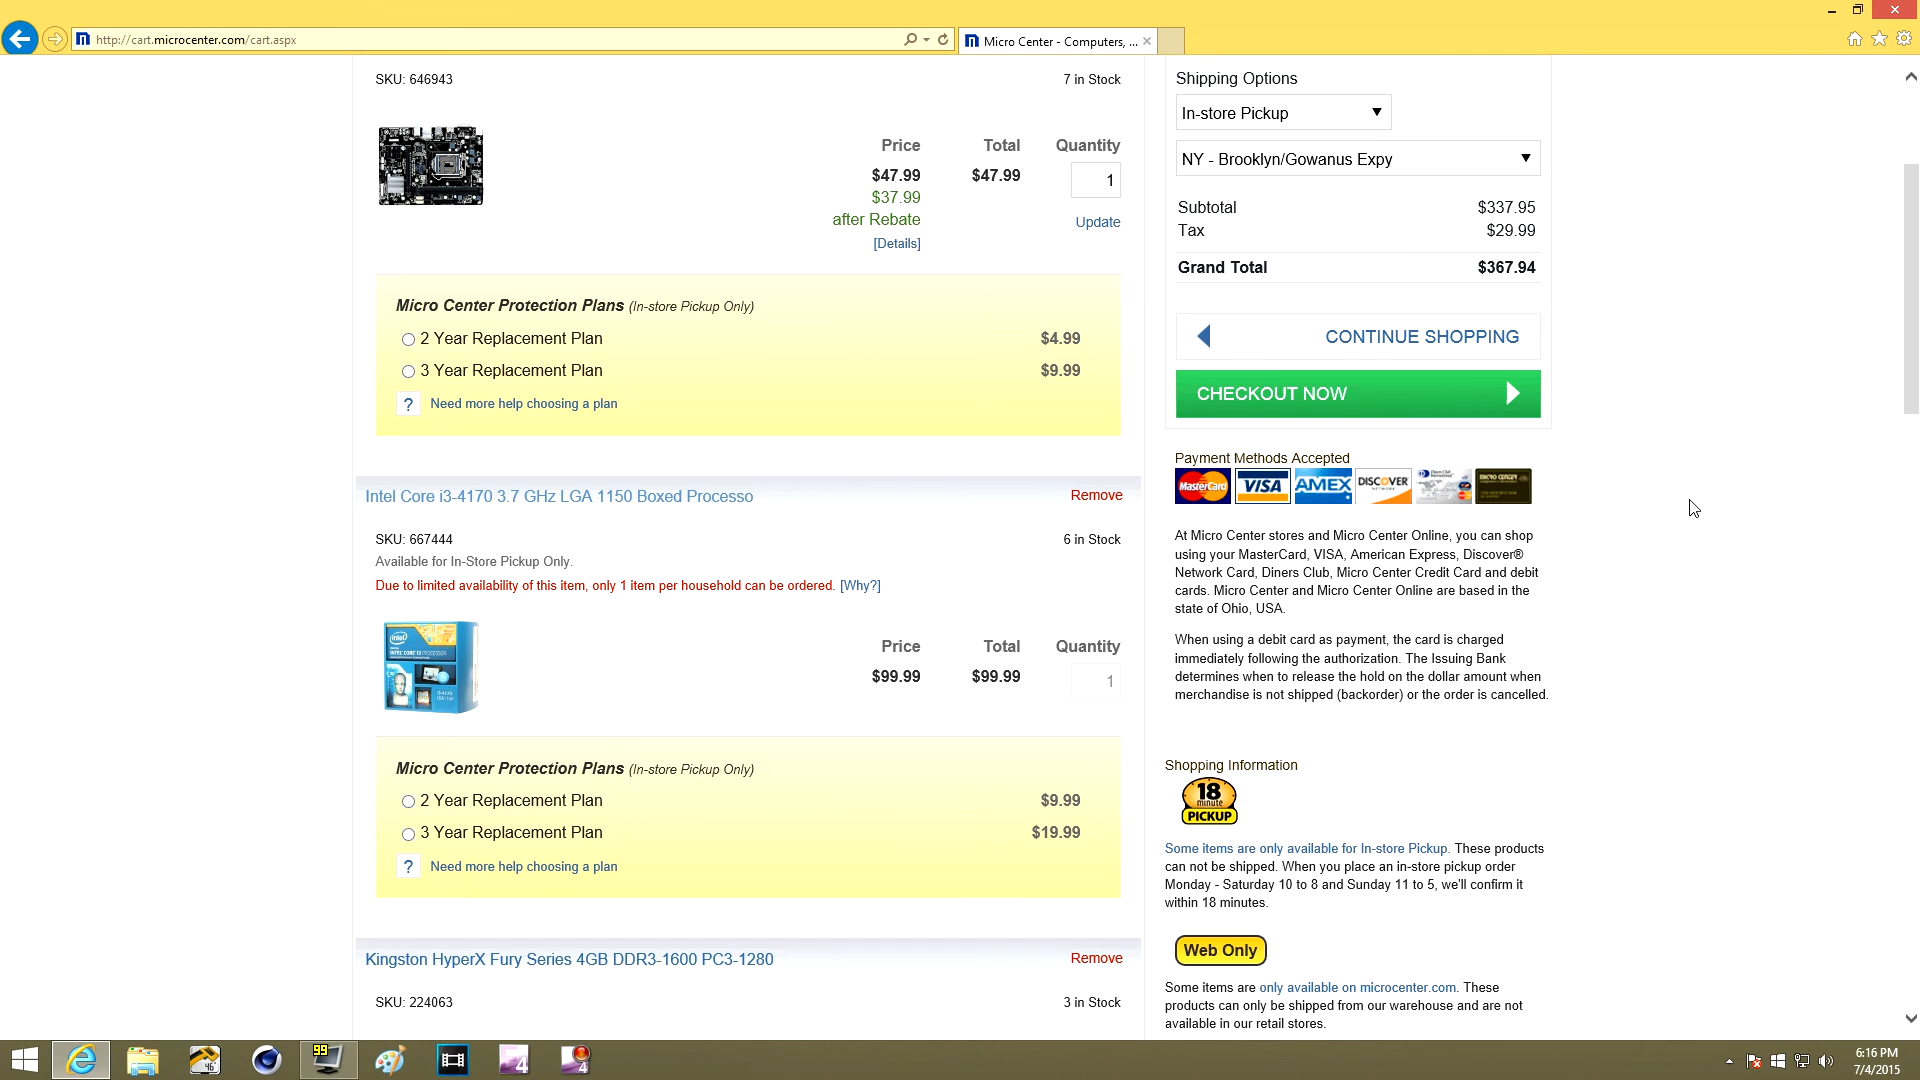 http://cart.microcenter.com/cart.aspx
Micro Center - Computers, ...
SKU: 646943
7 in Stock
Price
Total
Quantity
$47.99
$47.99
1
$37.99
after Rebate
[Details]
Update
Micro Center Protection Plans (In-store Pickup Only)
2 Year Replacement Plan
$4.99
3 Year Replacement Plan
$9.99
? Need more help choosing a plan
Intel Core i3-4170 3.7 GHz LGA 1150 Boxed Processo
Remove
SKU: 667444
6 in Stock
Available for In-Store Pickup Only.
Due to limited availability of this item, only 1 item per household can be ordered. [Why?]
intel
Price
Total
Quantity
$99.99
$99.99
1
Micro Center Protection Plans (In-store Pickup Only)
2 Year Replacement Plan
$9.99
3 Year Replacement Plan
$19.99
? Need more help choosing a plan
Kingston HyperX Fury Series 4GB DDR3-1600 PC3-1280
Remove
SKU: 224063
3 in Stock
Shipping Options
In-store Pickup
NY - Brooklyn/Gowanus Expy
Subtotal
$337.95
Tax
$29.99
Grand Total
$367.94
CONTINUE SHOPPING
CHECKOUT NOW
Payment Methods Accepted
MasterCard
VISA
AMEX
DISCOVER
MICRO CENTER
At Micro Center stores and Micro Center Online, you can shop
using your MasterCard, VISA, American Express, Discover®
Network Card, Diners Club, Micro Center Credit Card and debit
cards. Micro Center and Micro Center Online are based in the
state of Ohio, USA.
When using a debit card as payment, the card is charged
immediately following the authorization. The Issuing Bank
determines when to release the hold on the dollar amount when
merchandise is not shipped (backorder) or the order is cancelled.
Shopping Information
18
minute
PICKUP
Some items are only available for In-store Pickup. These products
can not be shipped. When you place an in-store pickup order
Monday - Saturday 10 to 8 and Sunday 11 to 5, we'll confirm it
within 18 minutes.
Web Only
Some items are only available on microcenter.com. These
products can only be shipped from our warehouse and are not
available in our retail stores.
46°
99
4
4
6:16 PM
7/4/2015